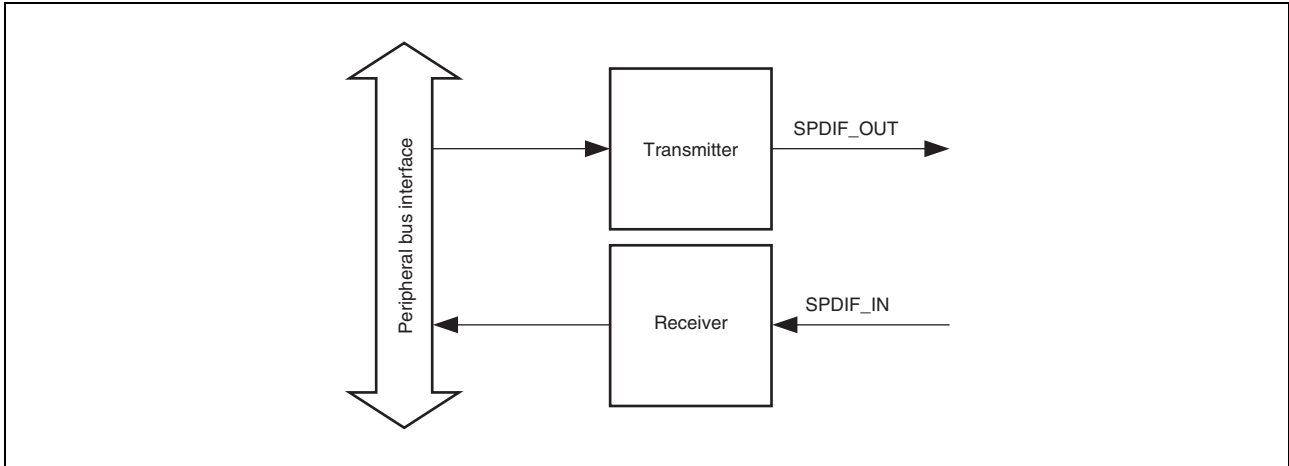 Peripheral bus interface
Transmitter
SPDIF_OUT
Receiver
SPDIF_IN